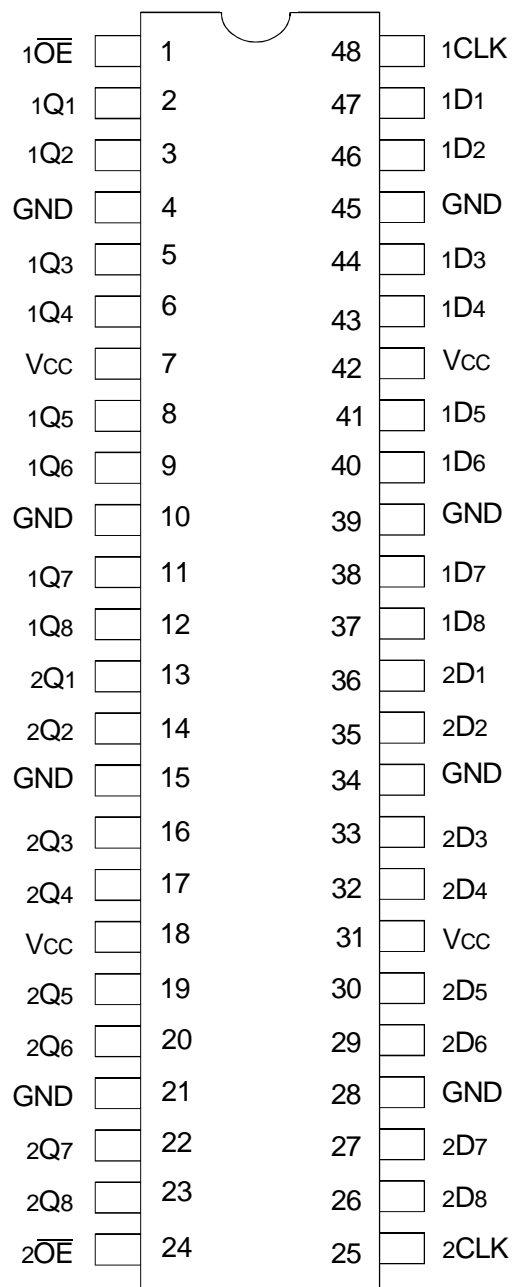 1O̅E̅ 1 48 1CLK
1Q1 2 47 1D1
1Q2 3 46 1D2
GND 4 45 GND
1Q3 5 44 1D3
1Q4 6 43 1D4
VCC 7 42 VCC
1Q5 8 41 1D5
1Q6 9 40 1D6
GND 10 39 GND
1Q7 11 38 1D7
1Q8 12 37 1D8
2Q1 13 36 2D1
2Q2 14 35 2D2
GND 15 34 GND
2Q3 16 33 2D3
2Q4 17 32 2D4
VCC 18 31 VCC
2Q5 19 30 2D5
2Q6 20 29 2D6
GND 21 28 GND
2Q7 22 27 2D7
2Q8 23 26 2D8
2O̅E̅ 24 25 2CLK